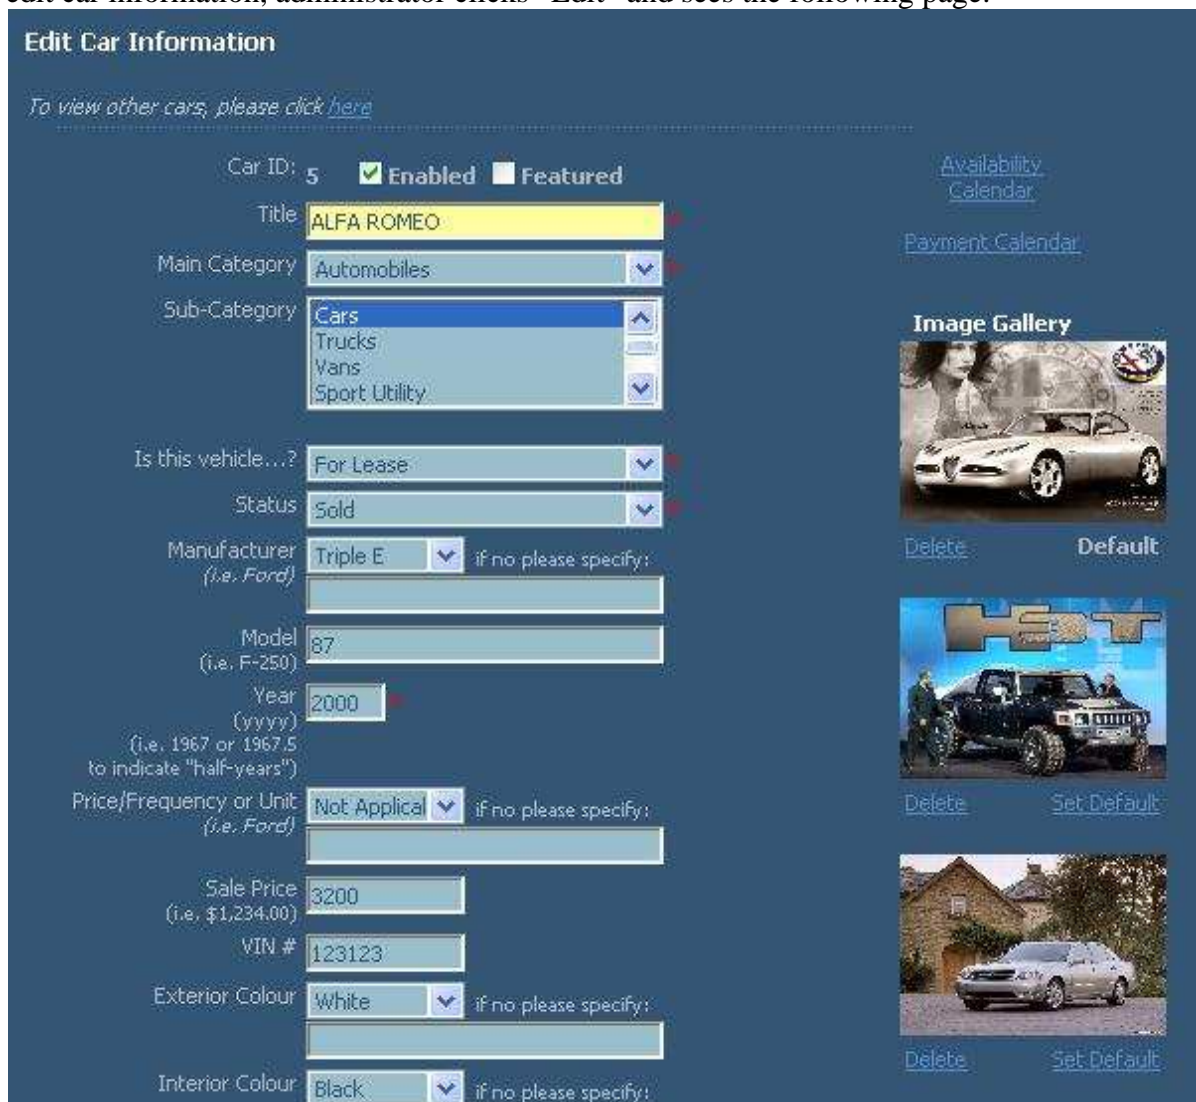 edit car information, administrator clicks "Edit" and sees the following page.
Edit Car Information
To view other cars, please click here
Car ID: 5 Enabled Featured
Availability Calendar
Title ALFA ROMEO *
Payment Calendar
Main Category Automobiles *
Sub-Category Cars
Trucks
Vans
Sport Utility
Image Gallery
Is this vehicle...? For Lease *
Status Sold *
Delete Default
Manufacturer Triple E if no please specify:
(i.e. Ford)
Model 87
(i.e. F-250)
Year 2000 *
(yyyy)
(i.e. 1967 or 1967.5
to indicate "half-years")
Price/Frequency or Unit Not Applical if no please specify:
(i.e. Ford)
Delete Set Default
Sale Price 3200
(i.e. $1,234.00)
VIN # 123123
Exterior Colour White if no please specify:
Delete Set Default
Interior Colour Black if no please specify: